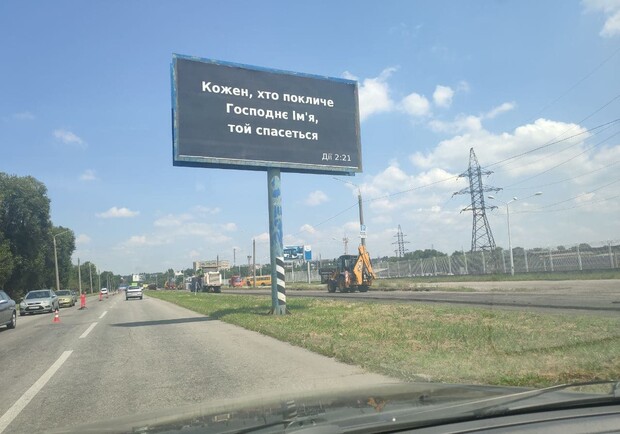 Кожен, хто покличе
Господнє Ім'я,
той спасеться
Дії 2:21